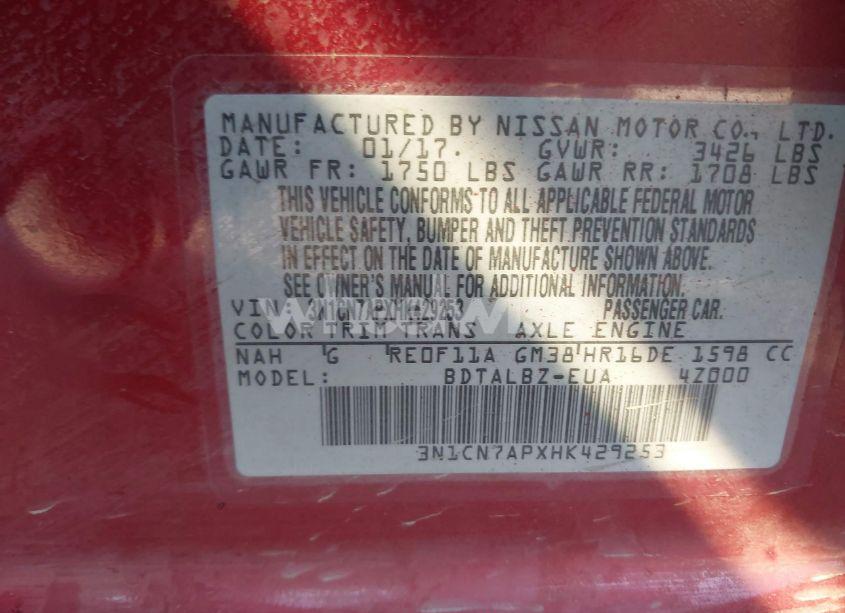 MANUFACTURED BY NISSAN MOTOR CO., LTD.
DATE: 01/17. GVWR: 3426 LBS
GAWR FR: 1750 LBS GAWR RR: 1708 LBS
THIS VEHICLE CONFORMS TO ALL APPLICABLE FEDERAL MOTOR
VEHICLE SAFETY, BUMPER AND THEFT PREVENTION STANDARDS
IN EFFECT ON THE DATE OF MANUFACTURE SHOWN ABOVE.
SEE OWNER'S MANUAL FOR ADDITIONAL INFORMATION.
VIN: 3N1CN7APXHK429253 PASSENGER CAR.
COLOR TRIM TRANS AXLE ENGINE
NAH G RE0F11A GM38 HR16DE 1598 CC
MODEL: BDTALBZ-EUA 4Z000
3N1CN7APXHK429253